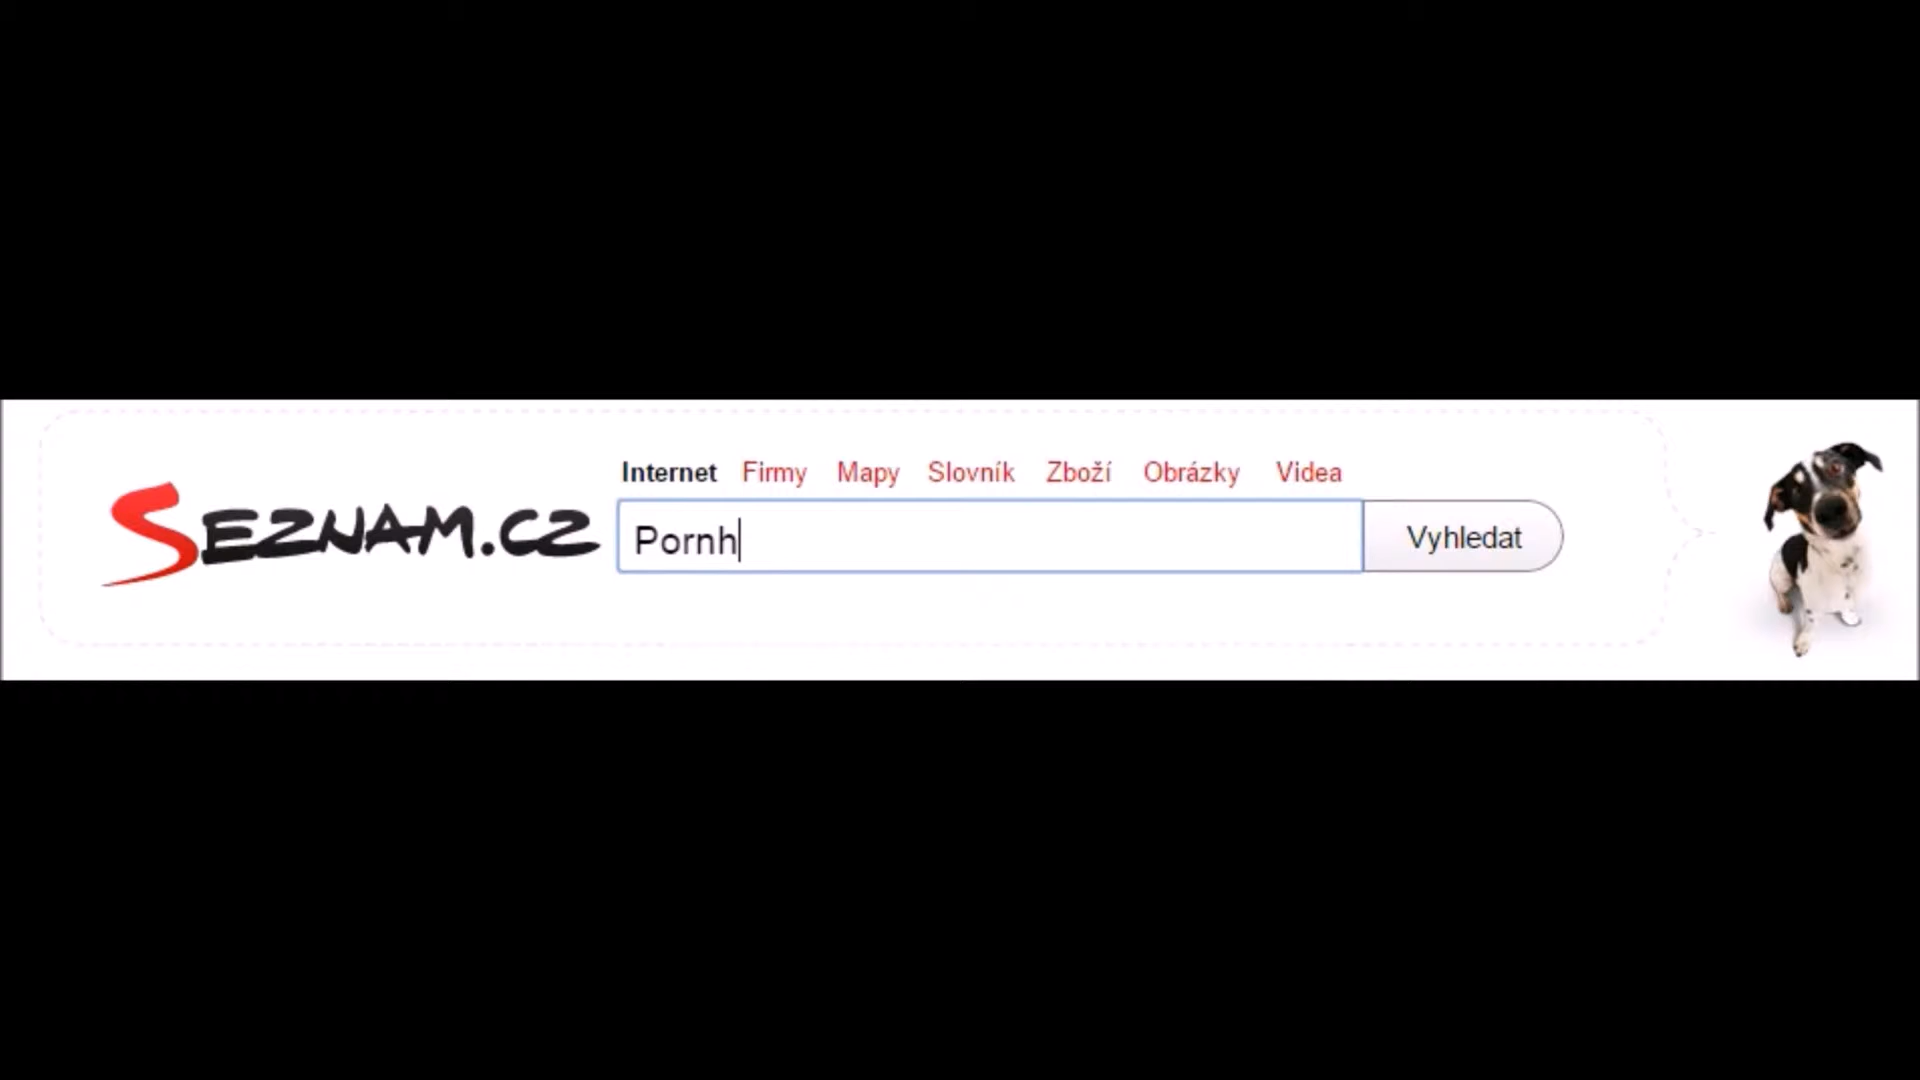 Internet Firmy Mapy Slovník Zboží Obrázky Videa
SEZNAM.CZ Pornh Vyhledat